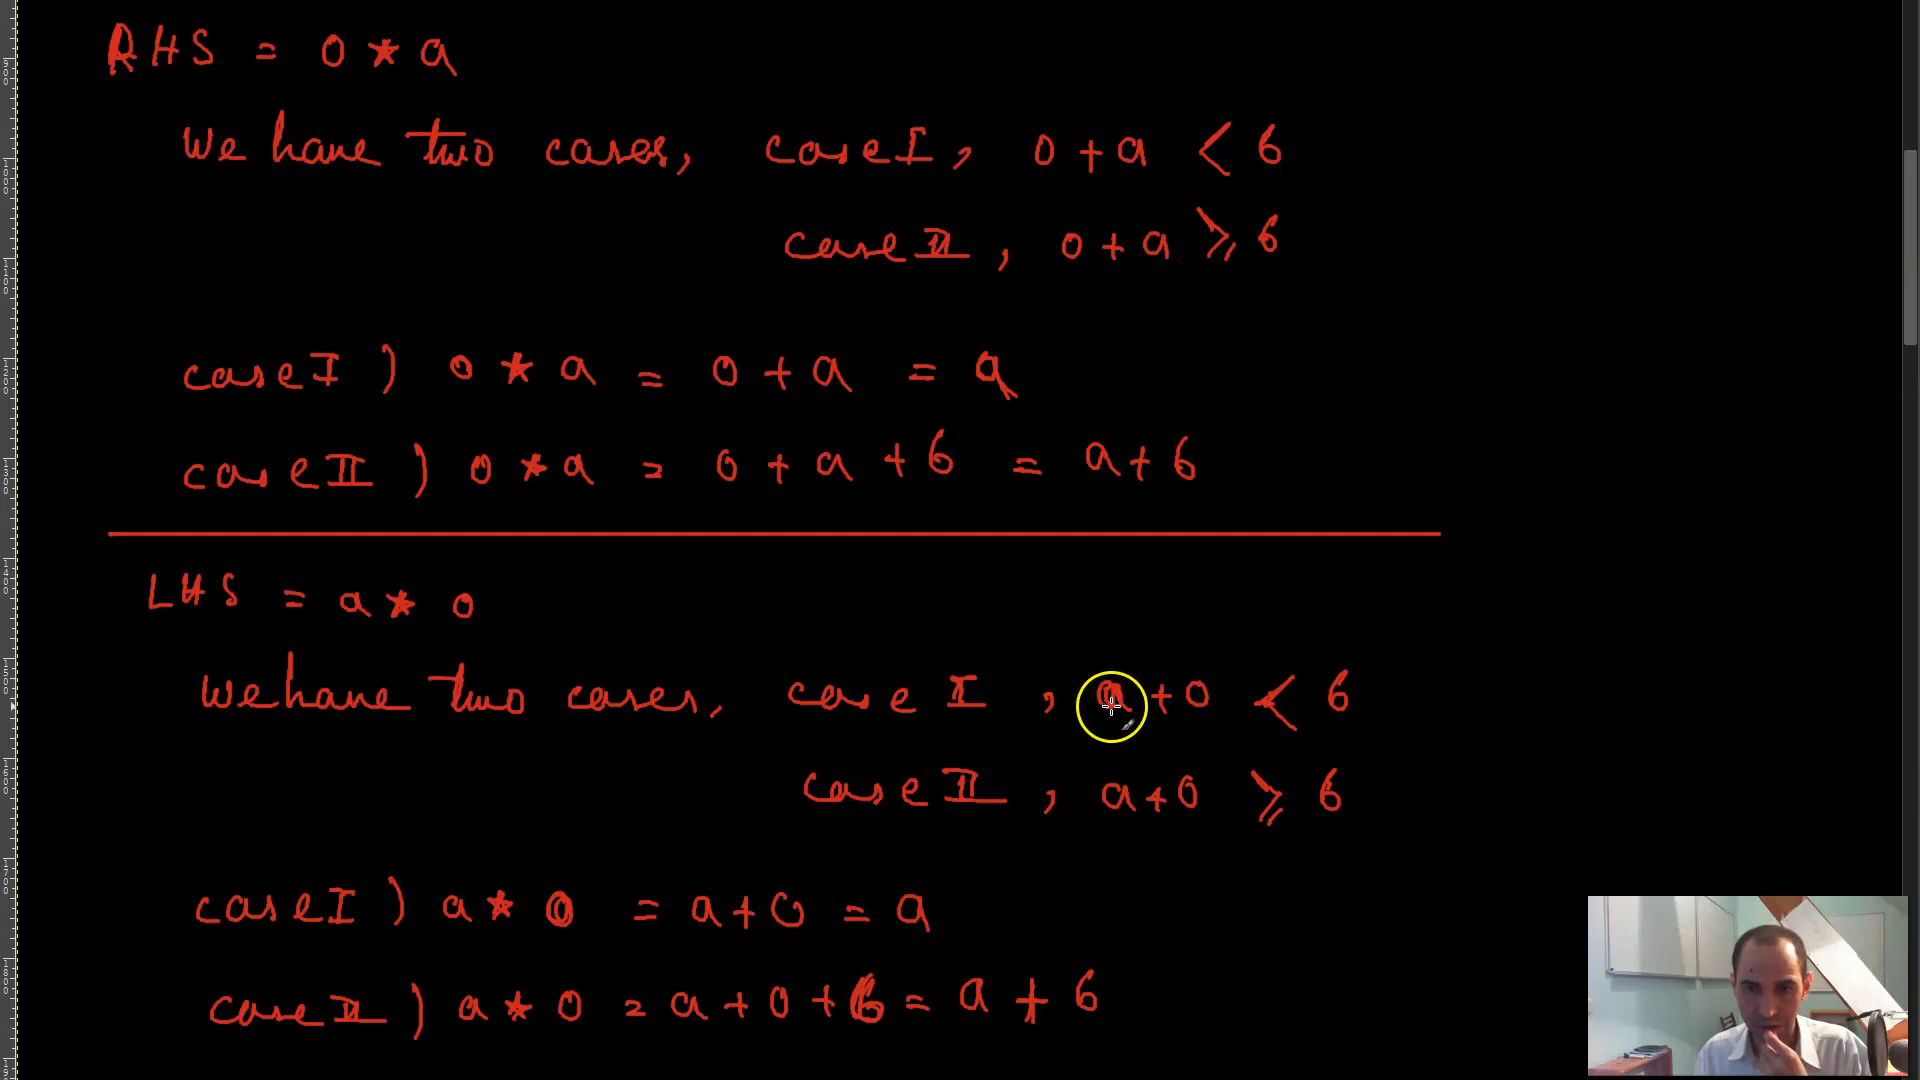 RHS = 0 * a
We have two cases, case I, 0 + a < 6
case II, 0 + a ⩾ 6
case I) 0 * a = 0 + a = a
case II) 0 * a = 0 + a + 6 = a + 6
LHS = a * 0
We have two cases, case I, a + 0 < 6
case II, a + 0 ⩾ 6
case I) a * 0 = a + 0 = a
case II) a * 0 = a + 0 + 6 = a + 6